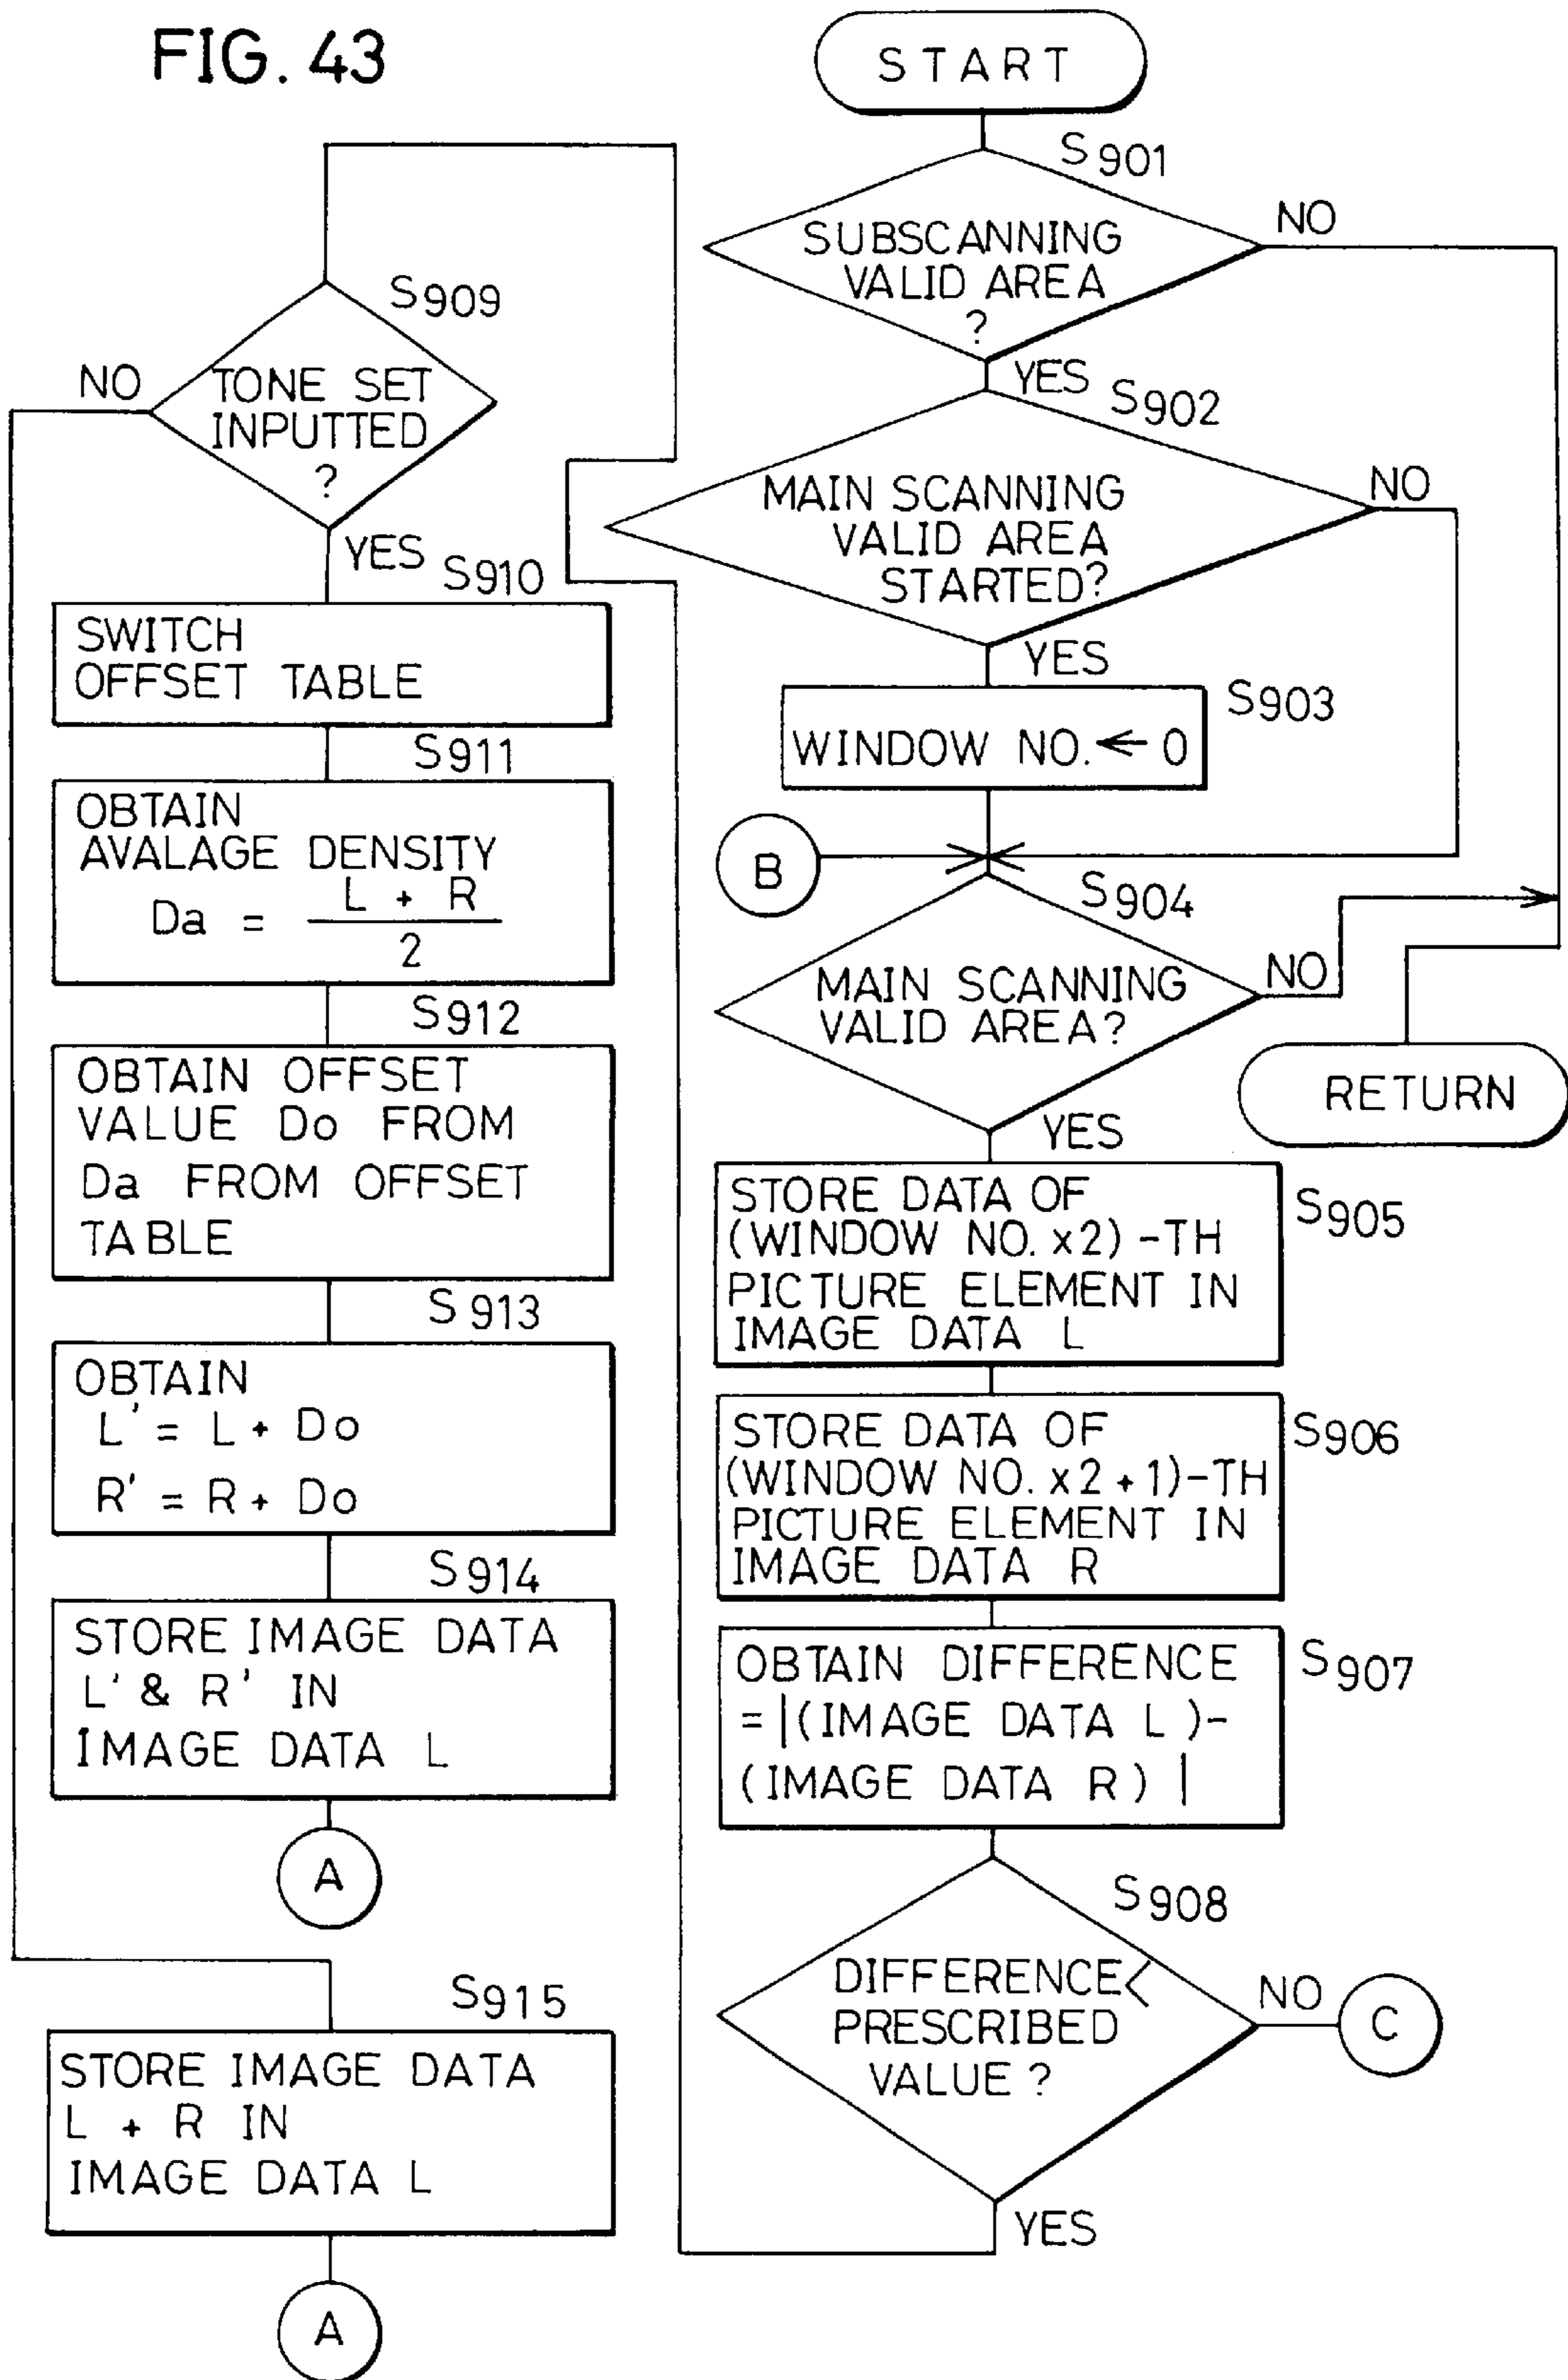 FIG. 43
START
S901
SUBSCANNING
VALID AREA
?
NO
YES
S902
MAIN SCANNING
VALID AREA
STARTED?
NO
YES
S903
WINDOW NO. ← 0
B
S904
MAIN SCANNING
VALID AREA?
NO
RETURN
YES
S905
STORE DATA OF
(WINDOW NO. x2) -TH
PICTURE ELEMENT IN
IMAGE DATA L
S906
STORE DATA OF
(WINDOW NO. x2 + 1)-TH
PICTURE ELEMENT IN
IMAGE DATA R
S907
OBTAIN DIFFERENCE
= |(IMAGE DATA L )-
(IMAGE DATA R ) |
S908
DIFFERENCE<
PRESCRIBED
VALUE ?
NO
C
YES
S909
TONE SET
INPUTTED
?
NO
YES
S910
SWITCH
OFFSET TABLE
S911
OBTAIN
AVALAGE DENSITY
Da = L + R
2
S912
OBTAIN OFFSET
VALUE Do FROM
Da FROM OFFSET
TABLE
S913
OBTAIN
L' = L + Do
R' = R + Do
S914
STORE IMAGE DATA
L' & R' IN
IMAGE DATA L
A
S915
STORE IMAGE DATA
L + R IN
IMAGE DATA L
A